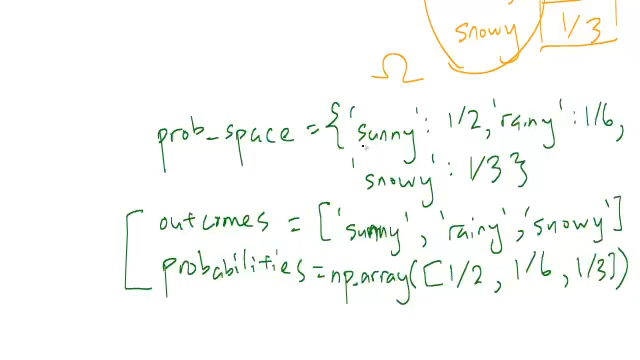 snowy 1/3
Ω
prob_space = {'sunny': 1/2, 'rainy': 1/6,
'snowy': 1/3}
outcomes = ['sunny', 'rainy', 'snowy']
probabilities = np.array([1/2, 1/6, 1/3])